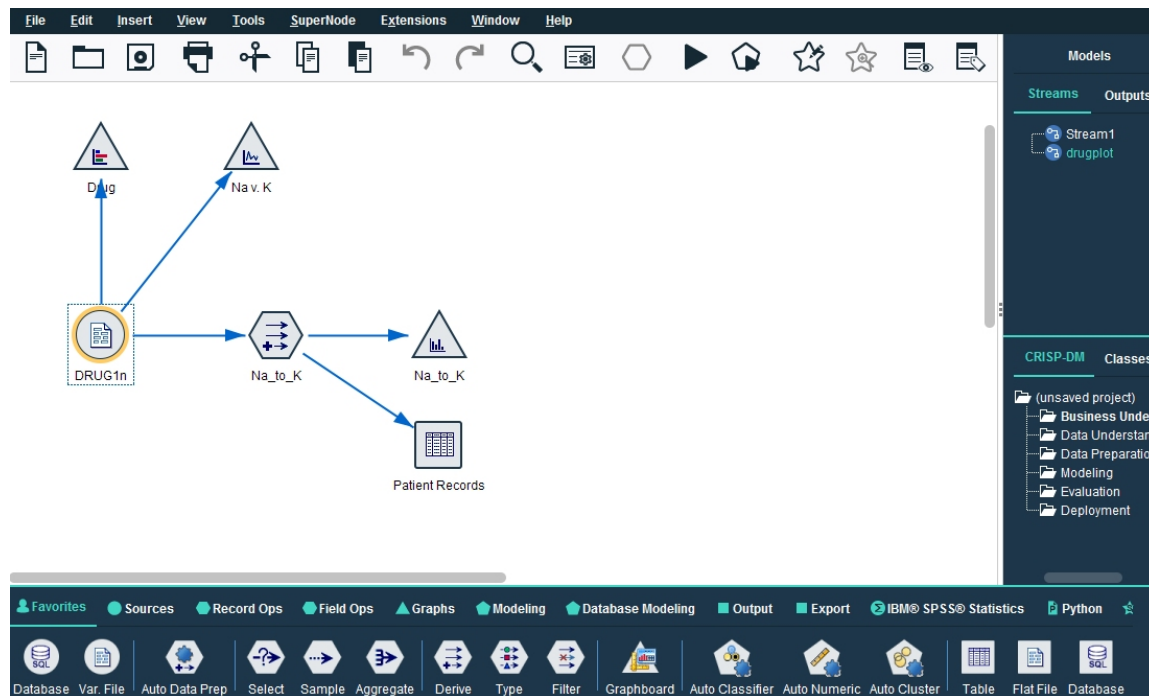 File Edit Insert View Tools SuperNode Extensions Window Help
Models
Streams Outputs
Stream1
drugplot
Drug
Na v. K
DRUG1n
Na_to_K
Na_to_K
Patient Records
CRISP-DM Classes
(unsaved project)
Business Unde
Data Understan
Data Preparatio
Modeling
Evaluation
Deployment
Favorites Sources Record Ops Field Ops Graphs Modeling Database Modeling Output Export IBM® SPSS® Statistics Python
SQL SQL
Database Var. File Auto Data Prep Select Sample Aggregate Derive Type Filter Graphboard Auto Classifier Auto Numeric Auto Cluster Table Flat File Database